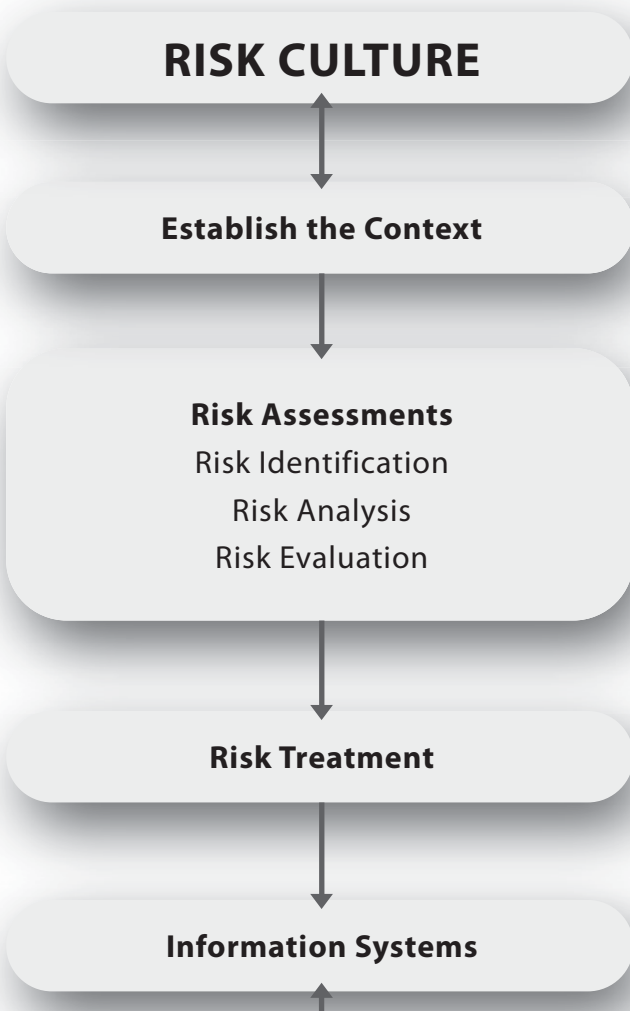 RISK CULTURE
Establish the Context
Risk Assessments
Risk Identification
Risk Analysis
Risk Evaluation
Risk Treatment
Information Systems